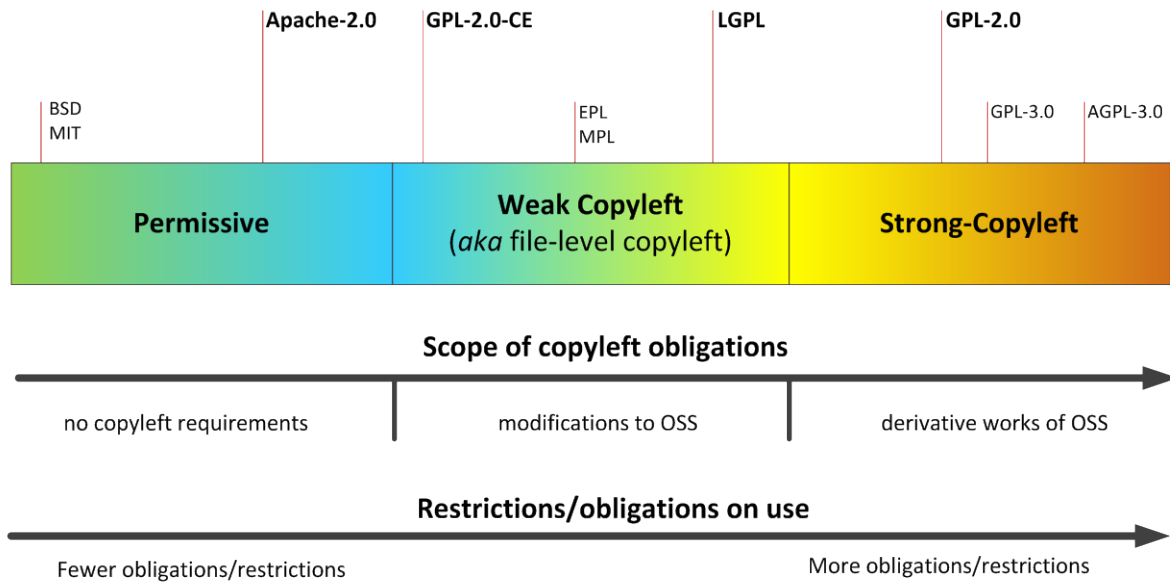 Apache-2.0
GPL-2.0-CE
LGPL
GPL-2.0
BSD
MIT
EPL
MPL
GPL-3.0
AGPL-3.0
Permissive
Weak Copyleft
(aka file-level copyleft)
Strong-Copyleft
Scope of copyleft obligations
no copyleft requirements
modifications to OSS
derivative works of OSS
Restrictions/obligations on use
Fewer obligations/restrictions
More obligations/restrictions